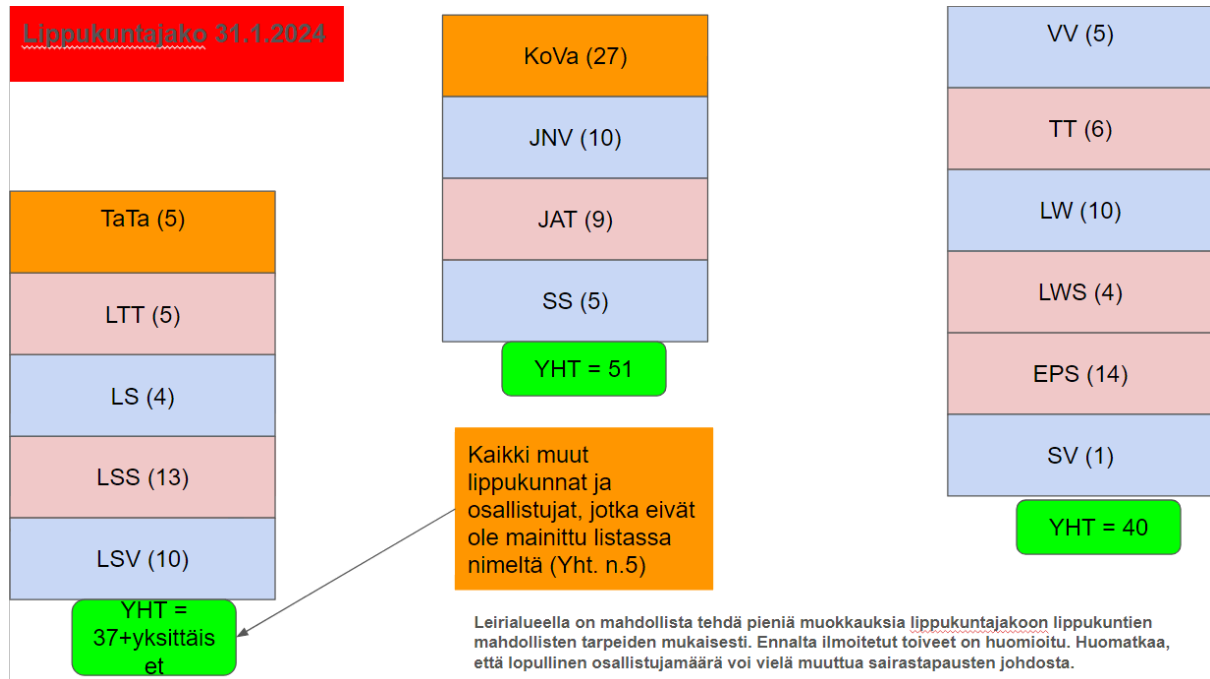 Lippukuntajako 31.1.2024
TaTa (5)
LTT (5)
LS (4)
LSS (13)
LSV (10)
YHT =
37+yksittäis
et
KoVa (27)
JNV (10)
JAT (9)
SS (5)
YHT = 51
Kaikki muut
lippukunnat ja
osallistujat, jotka eivät
ole mainittu listassa
nimeltä (Yht. n.5)
VV (5)
TT (6)
LW (10)
LWS (4)
EPS (14)
SV (1)
YHT = 40
Leirialueella on mahdollista tehdä pieniä muokkauksia lippukuntajakoon lippukuntien
mahdollisten tarpeiden mukaisesti. Ennalta ilmoitetut toiveet on huomioitu. Huomatkaa,
että lopullinen osallistujamäärä voi vielä muuttua sairastapausten johdosta.